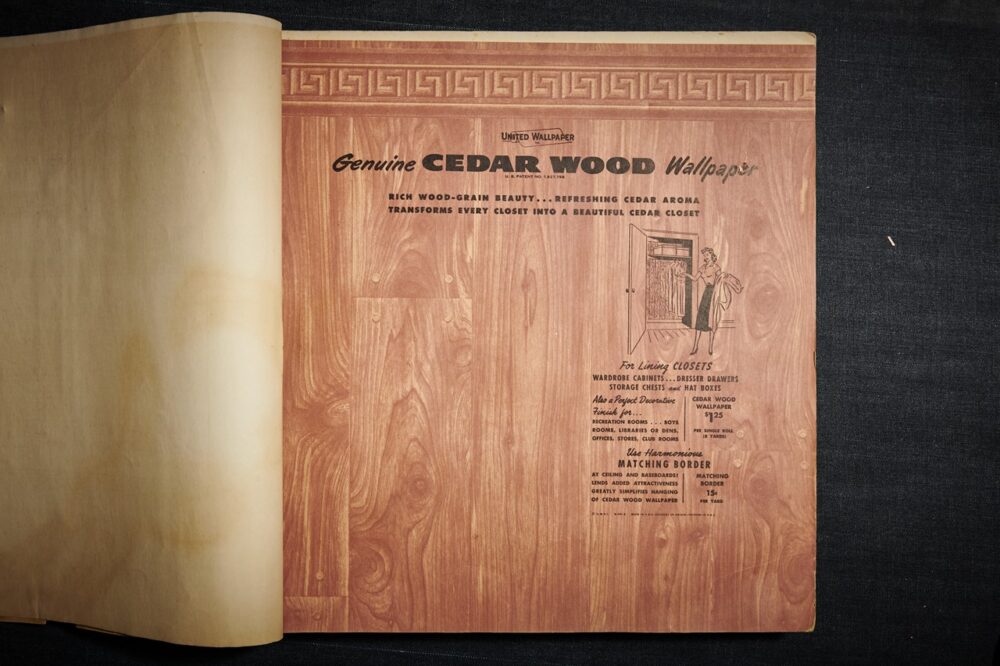 UNITED WALLPAPER
Genuine CEDAR WOOD Wallpaper
RICH WOOD-GRAIN BEAUTY...REFRESHING CEDAR AROMA
TRANSFORMS EVERY CLOSET INTO A BEAUTIFUL CEDAR CLOSET
For Lining CLOSETS
WARDROBE CABINETS...DRESSER DRAWERS
STORAGE CHESTS and HAT BOXES
Also a Perfect Decorative
Finish for...
RECREATION ROOMS...BOYS
ROOMS, LIBRARIES OR DENS,
OFFICES, STORES, CLUB ROOMS
CEDAR WOOD
WALLPAPER
$1.25
PER SINGLE ROLL
Use Harmonious
MATCHING BORDER
AT CEILING AND BASEBOARDS!
LENDS ADDED ATTRACTIVENESS
GREATLY SIMPLIFIES HANGING
OF CEDAR WOOD WALLPAPER
MATCHING
BORDER
15¢
PER YARD